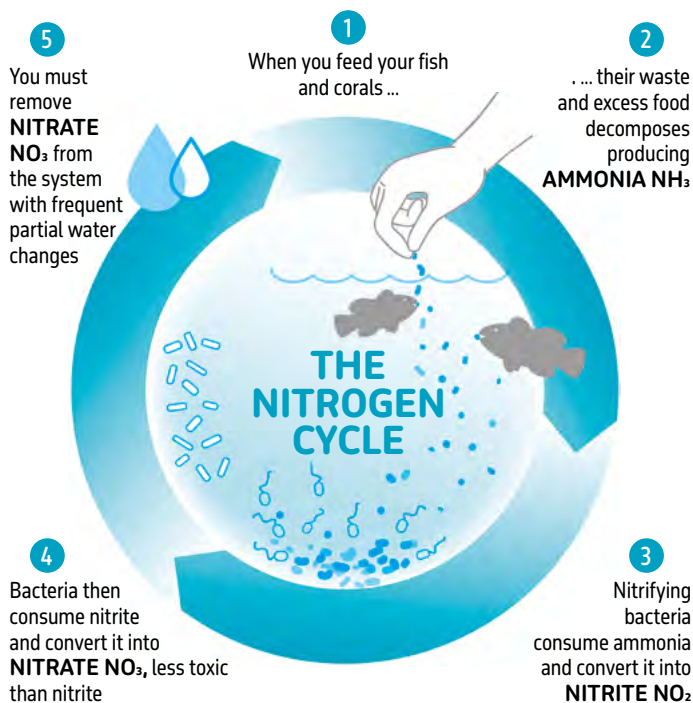 1
When you feed your fish
and corals ...
2
. ... their waste
and excess food
decomposes
producing
AMMONIA NH₃
3
Nitrifying
bacteria
consume ammonia
and convert it into
NITRITE NO₂
4
Bacteria then
consume nitrite
and convert it into
NITRATE NO₃, less toxic
than nitrite
5
You must
remove
NITRATE
NO₃ from
the system
with frequent
partial water
changes
THE
NITROGEN
CYCLE